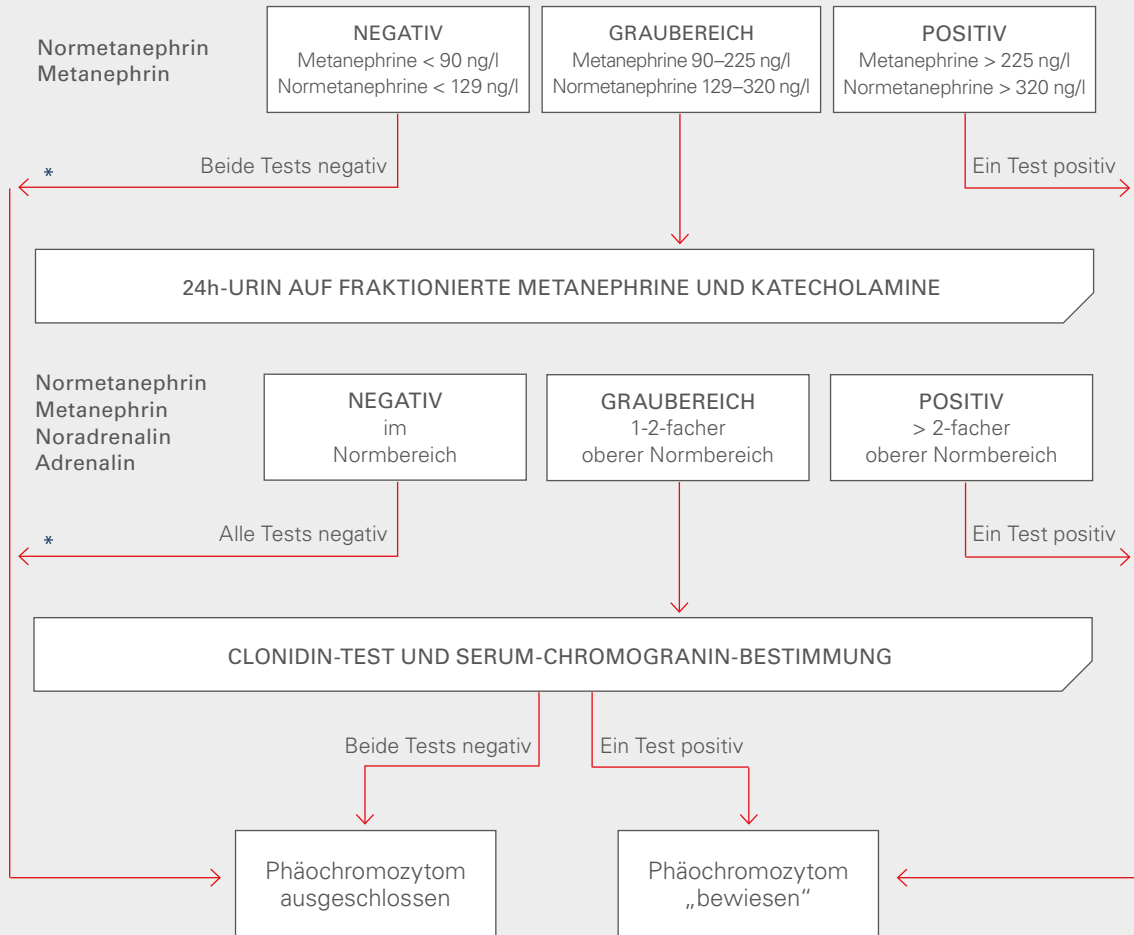 Normetanephrin
Metanephrin
NEGATIV
Metanephrine < 90 ng/l
Normetanephrine < 129 ng/l
GRAUBEREICH
Metanephrine 90–225 ng/l
Normetanephrine 129–320 ng/l
POSITIV
Metanephrine > 225 ng/l
Normetanephrine > 320 ng/l
*
Beide Tests negativ
Ein Test positiv
24h-URIN AUF FRAKTIONIERTE METANEPHRINE UND KATECHOLAMINE
Normetanephrin
Metanephrin
Noradrenalin
Adrenalin
NEGATIV
im
Normbereich
GRAUBEREICH
1-2-facher
oberer Normbereich
POSITIV
> 2-facher
oberer Normbereich
*
Alle Tests negativ
Ein Test positiv
CLONIDIN-TEST UND SERUM-CHROMOGRANIN-BESTIMMUNG
Beide Tests negativ
Ein Test positiv
Phäochromozytom
ausgeschlossen
Phäochromozytom
„bewiesen“